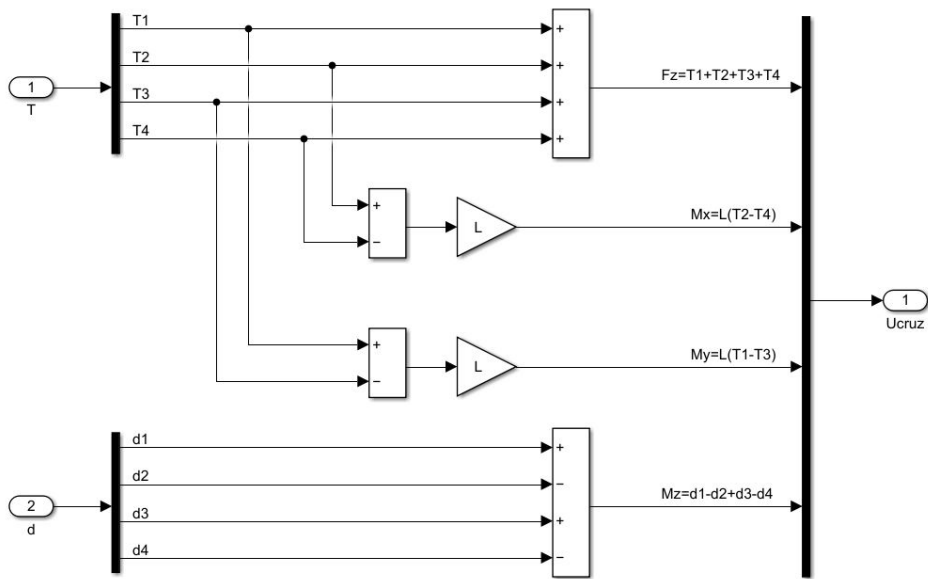 T1
T2
T3
T4
1
T
+
+
+
+
Fz=T1+T2+T3+T4
+
−
L
Mx=L(T2-T4)
1
Ucruz
+
−
L
My=L(T1-T3)
d1
d2
d3
d4
2
d
+
−
+
−
Mz=d1-d2+d3-d4